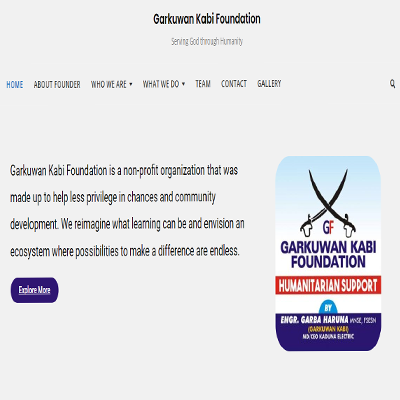 Garkuwan Kabi Foundation
Serving God through Humanity
HOME ABOUT FOUNDER WHO WE ARE WHAT WE DO TEAM CONTACT GALLERY
Garkuwan Kabi Foundation is a non-profit organization that was
made up to help less privilege in chances and community
development. We reimagine what learning can be and envision an
ecosystem where possibilities to make a difference are endless.
Explore More
GF
GARKUWAN KABI
FOUNDATION
HUMANITARIAN SUPPORT
BY
ENGR. GARBA HARUNA MNSE, FSESN
(GARKUWAN KABI)
MD/CEO KADUNA ELECTRIC